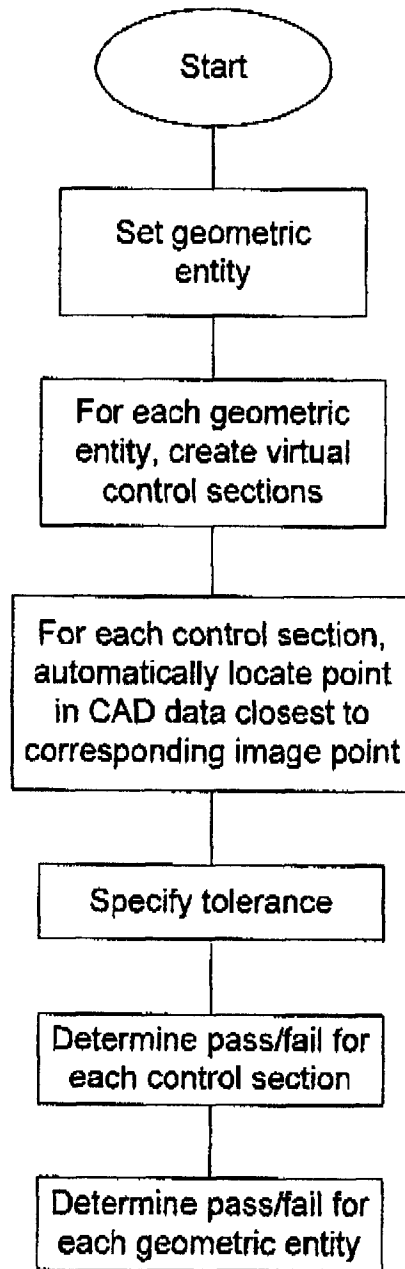 Start
Set geometric
entity
For each geometric
entity, create virtual
control sections
For each control section,
automatically locate point
in CAD data closest to
corresponding image point
Specify tolerance
Determine pass/fail for
each control section
Determine pass/fail for
each geometric entity